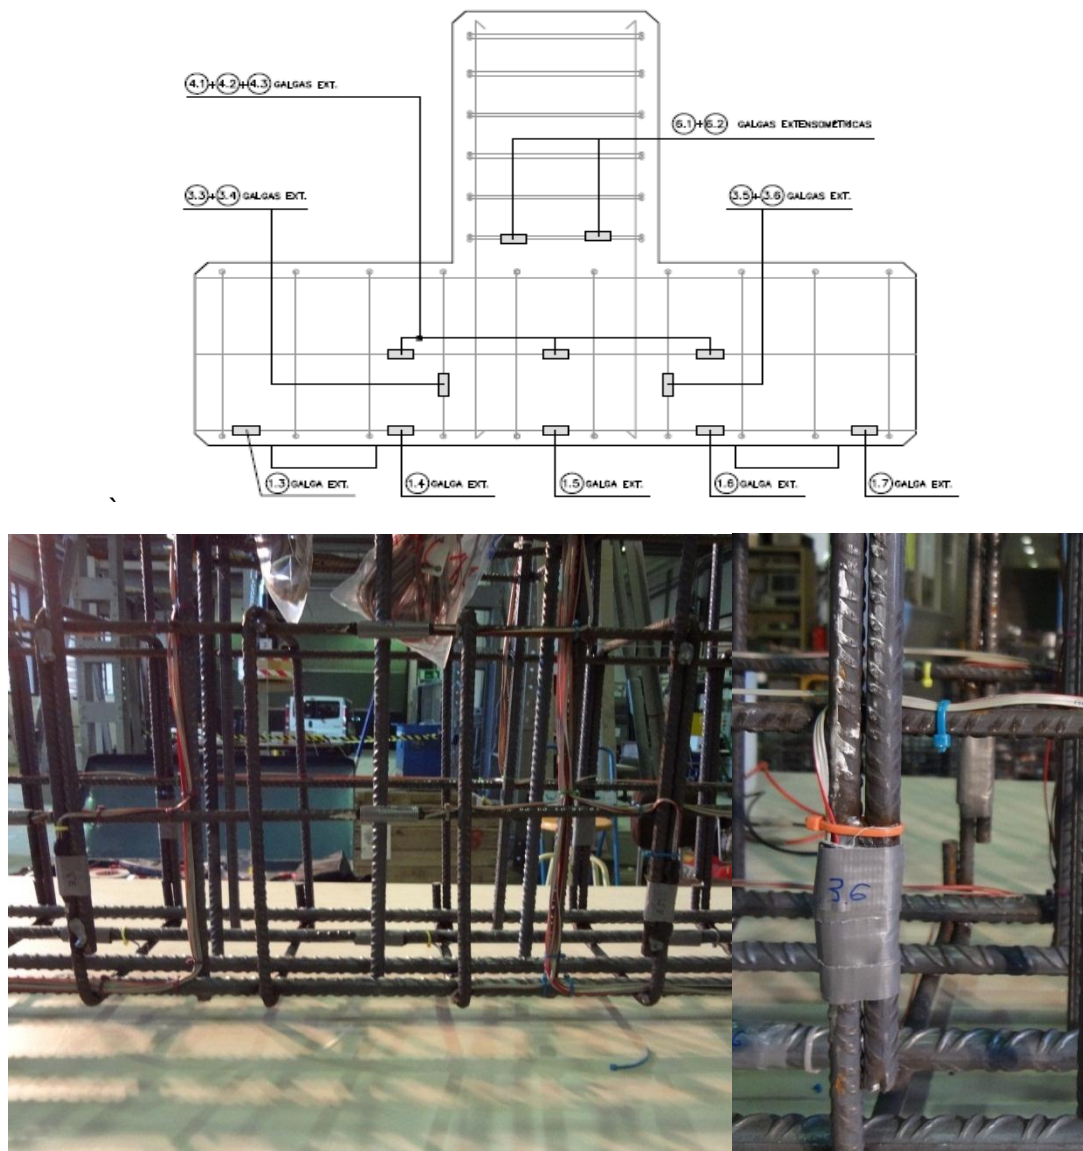 4.1+4.2+4.3 GALGAS EXT.
6.1+6.2 GALGAS EXTENSOMETRICAS
3.3+3.4 GALGAS EXT.
3.5+3.6 GALGAS EXT.
1.3 GALGA EXT.
1.4 GALGA EXT.
1.5 GALGA EXT.
1.6 GALGA EXT.
1.7 GALGA EXT.
3.6